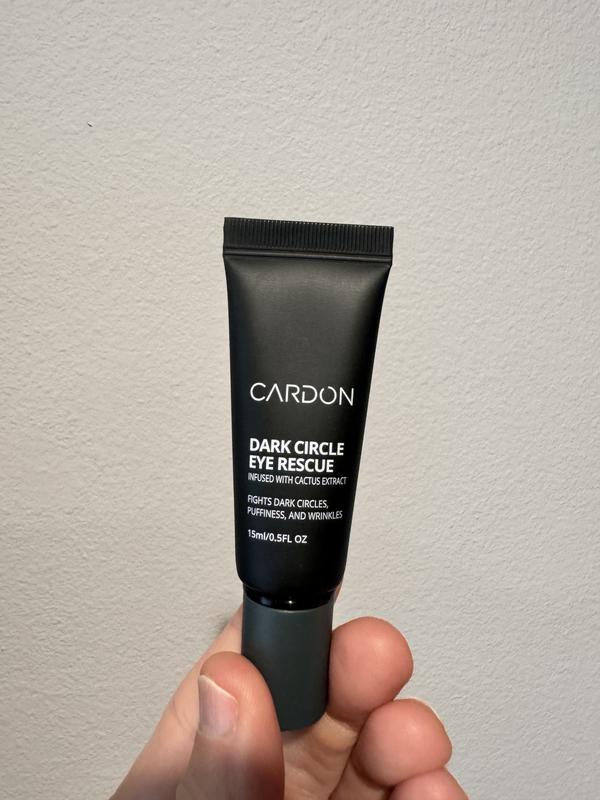 CARDON
DARK CIRCLE
EYE RESCUE
INFUSED WITH CACTUS EXTRACT
FIGHTS DARK CIRCLES,
PUFFINESS, AND WRINKLES
15ml/0.5FL OZ